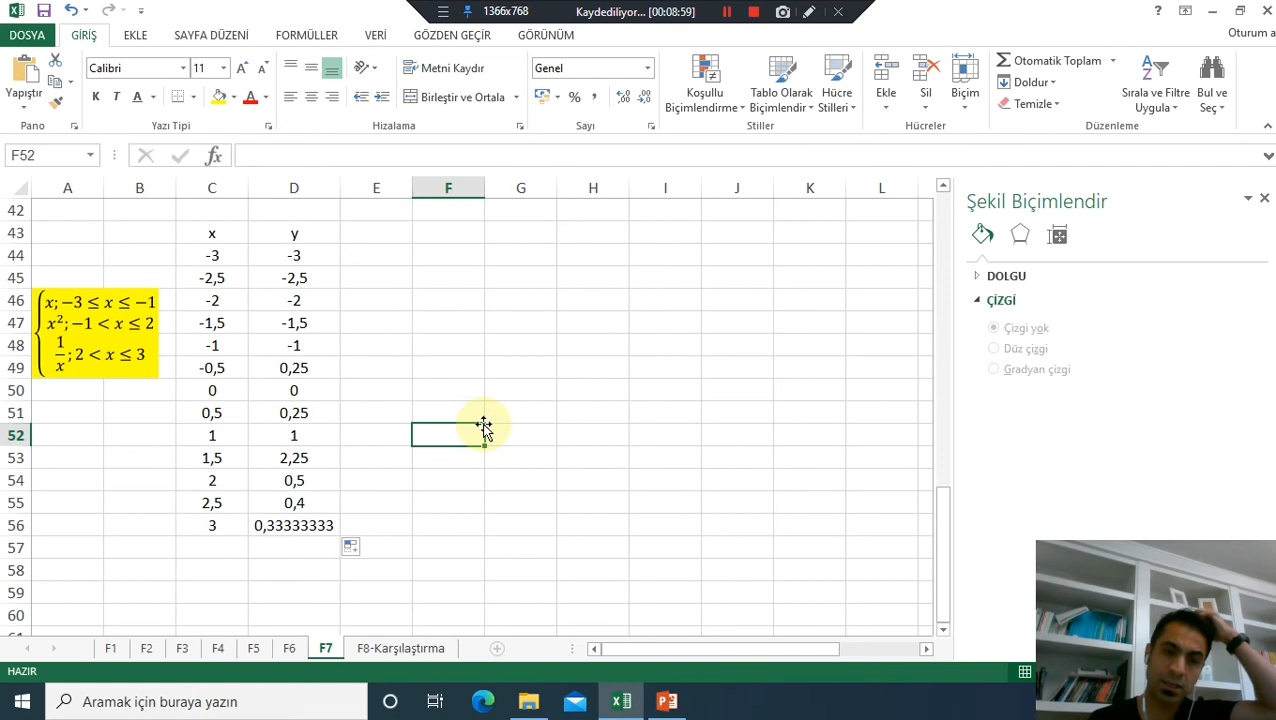 1366x768 Kaydediliyor... [00:08:59]
Oturum a
DOSYA GİRİŞ EKLE SAYFA DÜZENİ FORMÜLLER VERİ GÖZDEN GEÇİR GÖRÜNÜM
Yapıştır
Calibri 11
K T A
Pano
Yazı Tipi
Metni Kaydır
Birleştir ve Ortala
Hizalama
Genel
% ,
Sayı
Koşullu
Biçimlendirme
Tablo Olarak
Biçimlendir
Hücre
Stilleri
Stiller
Ekle Sil Biçim
Hücreler
Otomatik Toplam
Doldur
Temizle
Sırala ve Filtre
Uygula
Bul ve
Seç
Düzenleme
F52 fx
A B C D E F G H I J K L
42
43 x y
44 -3 -3
45 -2,5 -2,5
46 -2 -2
47 -1,5 -1,5
48 -1 -1
49 -0,5 0,25
50 0 0
51 0,5 0,25
52 1 1
53 1,5 2,25
54 2 0,5
55 2,5 0,4
56 3 0,33333333
57
58
59
60
61
x; −3 ≤ x ≤ −1
x²; −1 < x ≤ 2
1/x; 2 < x ≤ 3
Şekil Biçimlendir
DOLGU
ÇİZGİ
Çizgi yok
Düz çizgi
Gradyan çizgi
F1 F2 F3 F4 F5 F6 F7 F8-Karşılaştırma
HAZIR
Aramak için buraya yazın